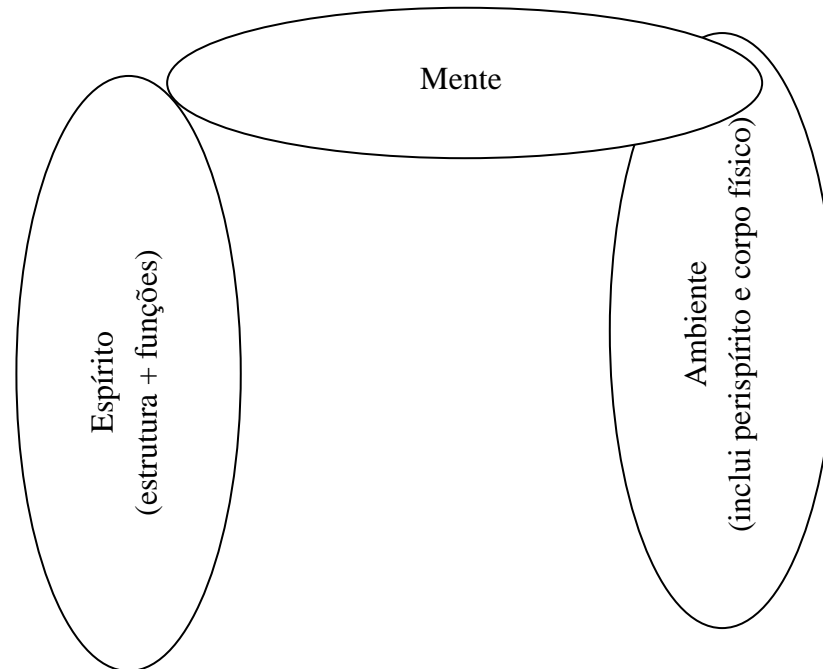 Mente
Espírito
(estrutura + funções)
Ambiente
(inclui perispírito e corpo físico)